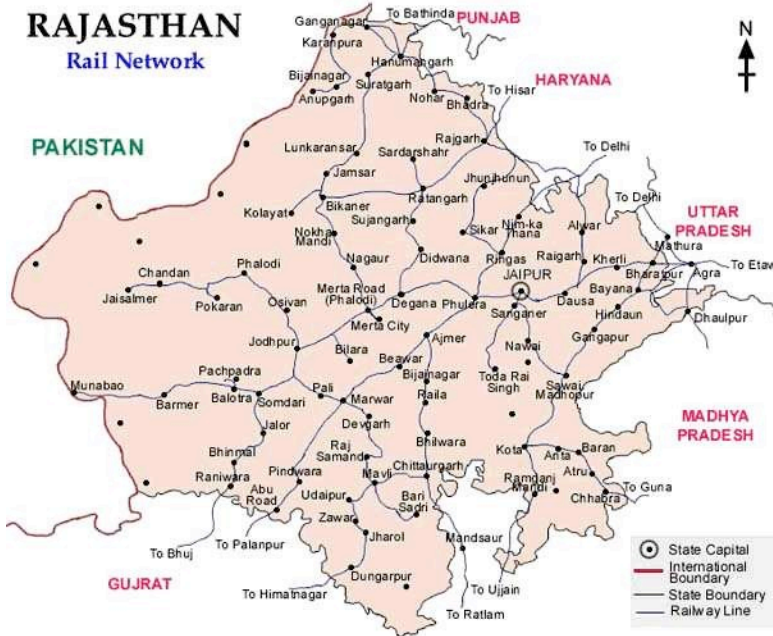 RAJASTHAN
Rail Network
To Bathinda
PUNJAB
N
Ganganagar
Karanpura
Hanumangarh
Bijainagar
Suratgarh
HARYANA
Anupgarh
Nohar
Bhadra
To Hisar
PAKISTAN
Rajgarh
Lunkaransar
Sardarshahr
To Delhi
Jamsar
Jhunjhunun
Bikaner
Ratangarh
To Delhi
Kolayat
Sujangarh
Nim-ka
Thana
Alwar
UTTAR
PRADESH
Nokha
Mandi
Sikar
Mathura
Phalodi
Nagaur
Didwana
Ringas
Raigarh
Kherli
Bharatpur
Agra
To Etaw
Chandan
JAIPUR
Jaisalmer
Merta Road
(Phalodi)
Degana
Phulera
Dausa
Bayana
Pokaran
Osivan
Sanganer
Hindaun
Dhaulpur
Merta City
Jodhpur
Ajmer
Nawai
Gangapur
Bilara
Beawar
Pachpadra
Bijainagar
Toda Rai
Singh
Sawai
Madhopur
Munabao
Balotra
Pali
Barmer
Somdari
Marwar
Raila
MADHYA
PRADESH
Devgarh
Jalor
Bhilwara
Kota
Baran
Bhinmal
Raj
Samand
Anta
Raniwara
Pindwara
Mavli
Chittaurgarh
Ramganj
Mandi
Atru
To Guna
Abu
Road
Udaipur
Bari
Sadri
Chhabra
Zawar
To Bhuj
To Palanpur
Jharol
Mandsaur
State Capital
International
Boundary
GUJRAT
Dungarpur
To Ujjain
To Himatnagar
State Boundary
To Ratlam
Railway Line